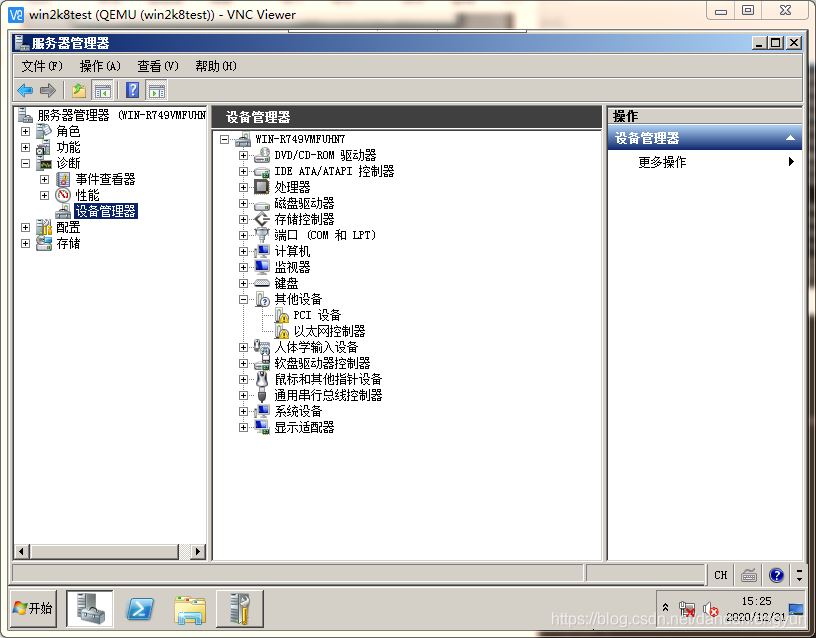 win2k8test (QEMU (win2k8test)) - VNC Viewer
服务器管理器
文件(F) 操作(A) 查看(V) 帮助(H)
服务器管理器 (WIN-R749VMFUHN
角色
功能
诊断
事件查看器
性能
设备管理器
配置
存储
设备管理器
WIN-R749VMFUHN7
DVD/CD-ROM 驱动器
IDE ATA/ATAPI 控制器
处理器
磁盘驱动器
存储控制器
端口 (COM 和 LPT)
计算机
监视器
键盘
其他设备
PCI 设备
以太网控制器
人体学输入设备
软盘驱动器控制器
鼠标和其他指针设备
通用串行总线控制器
系统设备
显示适配器
操作
设备管理器
更多操作
CH
开始
15:25
2020/12/21